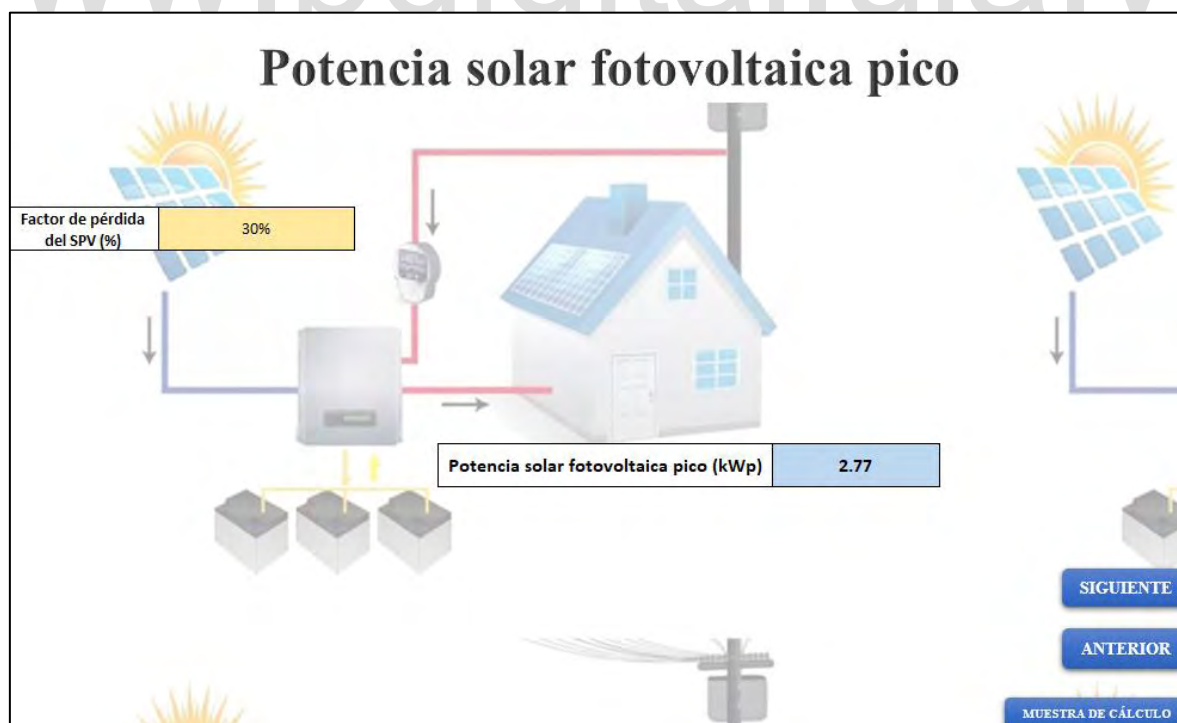 Potencia solar fotovoltaica pico
Factor de pérdida
del SPV (%)
30%
Potencia solar fotovoltaica pico (kWp)
2.77
SIGUIENTE
ANTERIOR
MUESTRA DE CÁLCULO